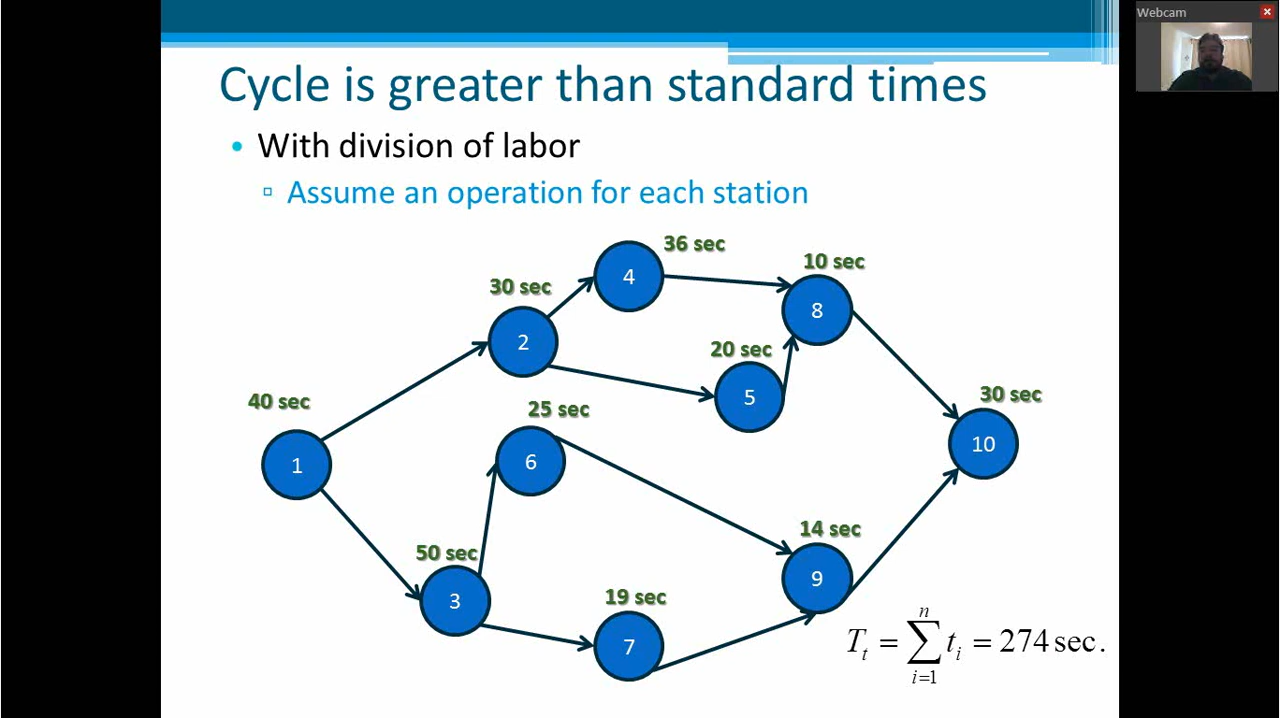 Webcam
Cycle is greater than standard times
• With division of labor
▫ Assume an operation for each station
36 sec
4
10 sec
8
30 sec
2
20 sec
5
40 sec
1
25 sec
6
30 sec
10
50 sec
3
14 sec
9
19 sec
7
T_t = ∑_{i=1}^{n} t_i = 274 sec.